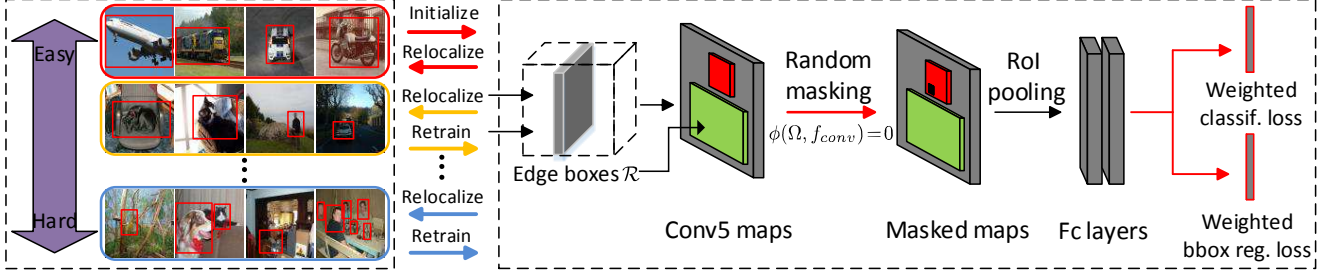 Easy
Hard
Initialize
Relocalize
Relocalize
Retrain
Relocalize
Retrain
Edge boxes ℛ
Conv5 maps
Random
masking
ϕ(Ω, f_conv)=0
Masked maps
RoI
pooling
Fc layers
Weighted
classif. loss
Weighted
bbox reg. loss